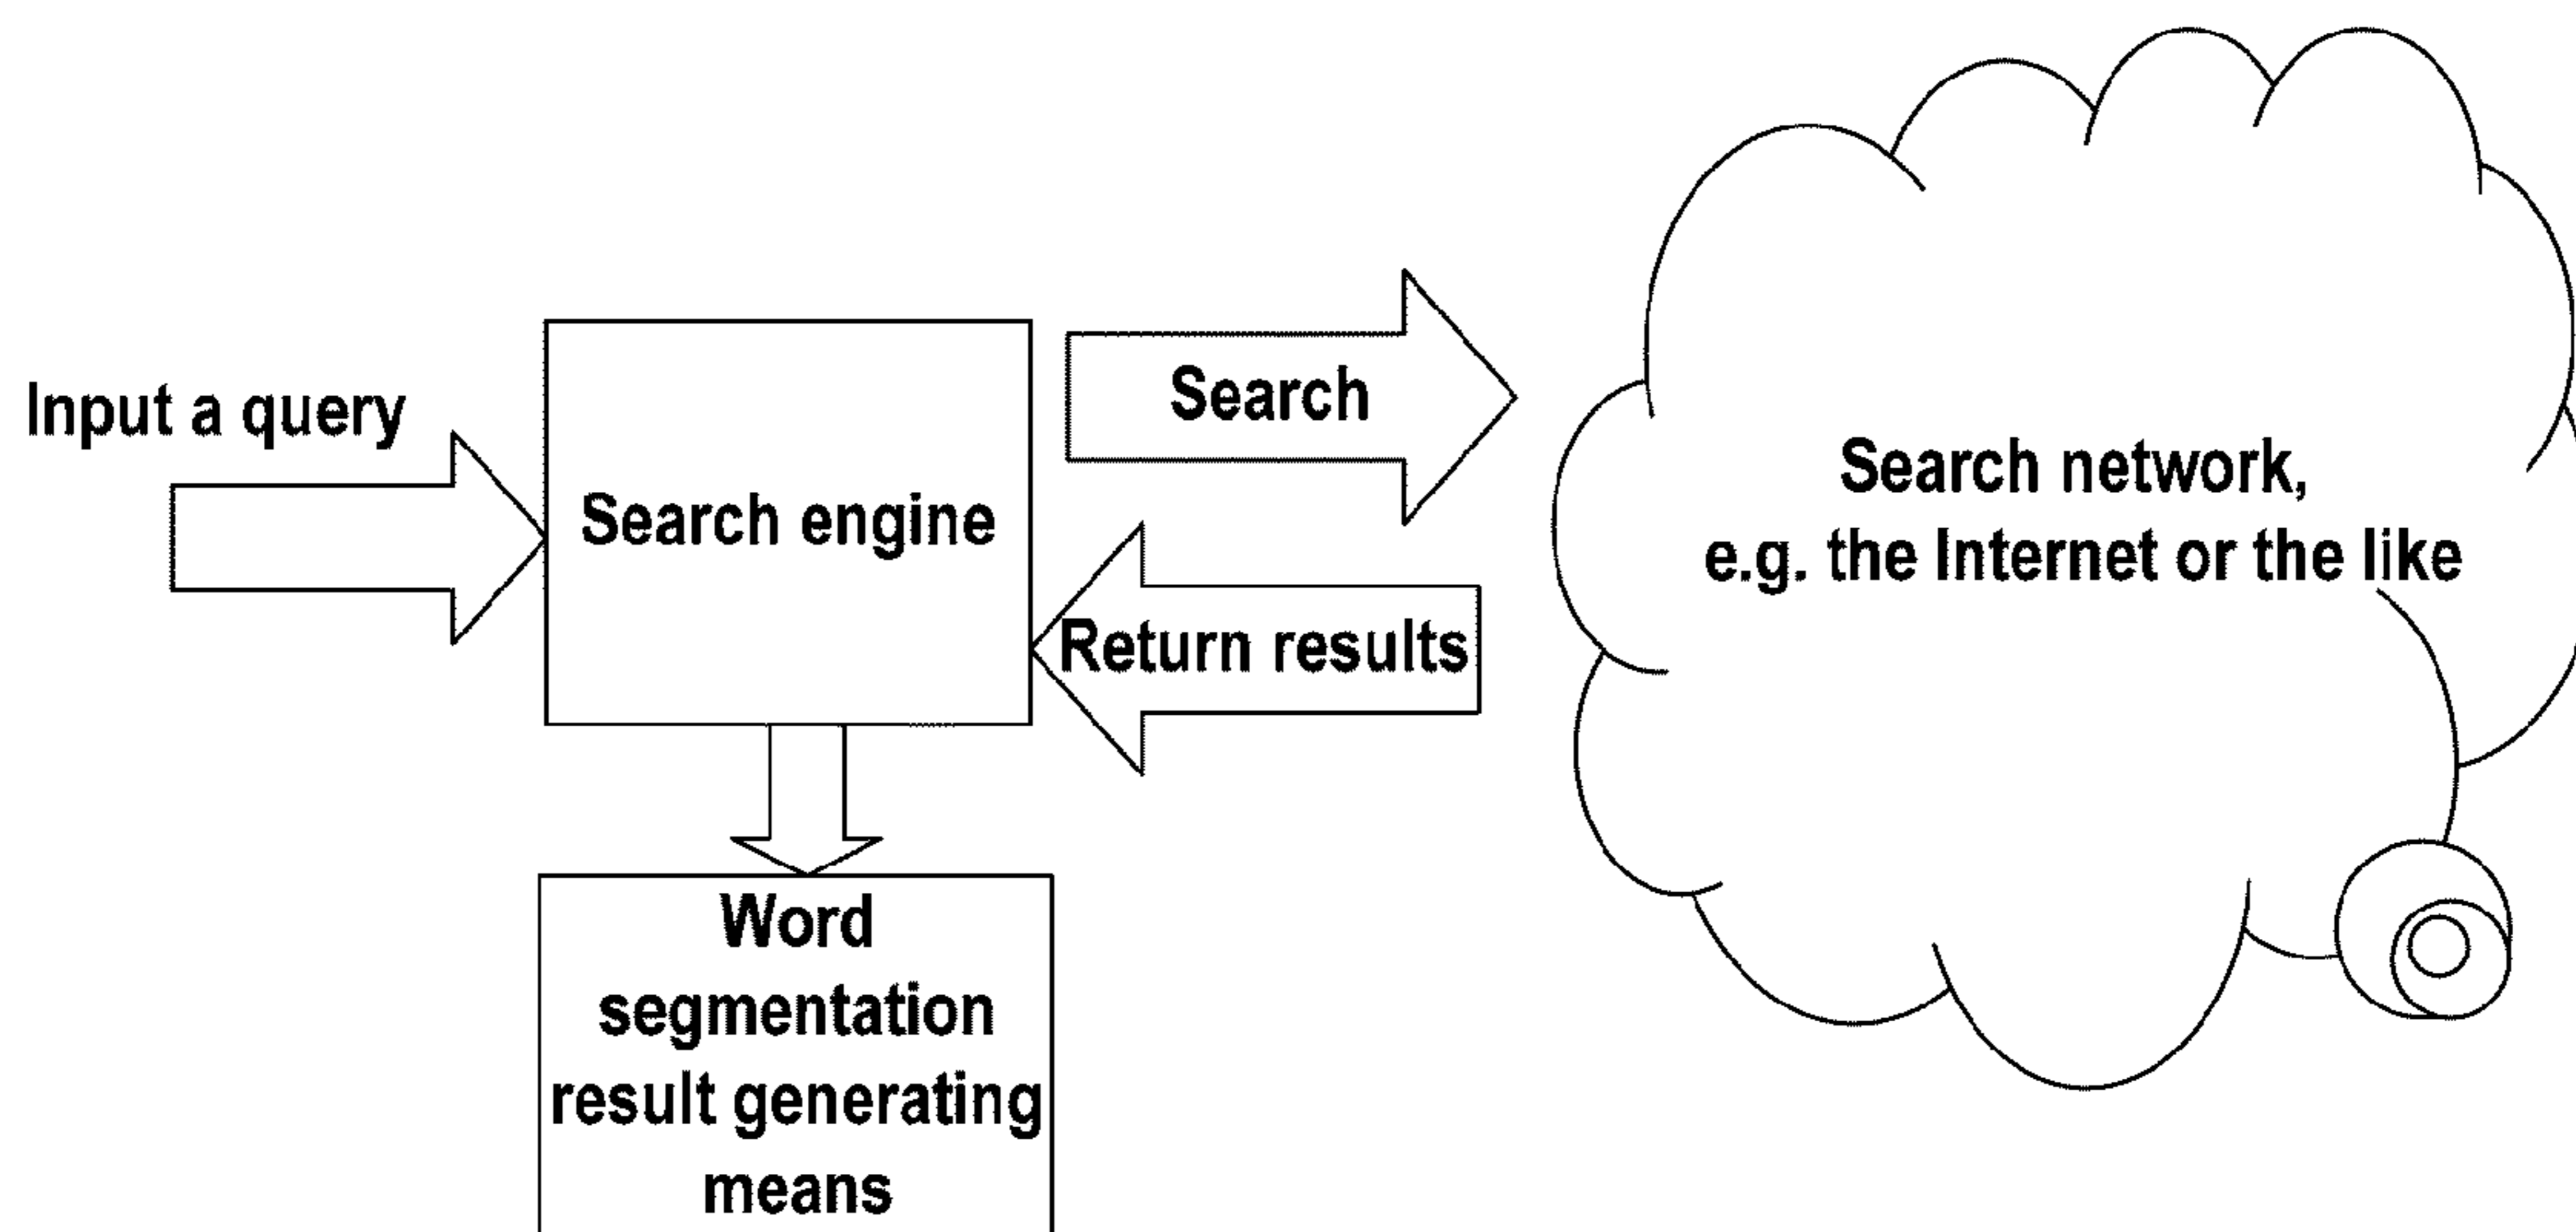 Input a query
Search engine
Search
Return results
Search network,
e.g. the Internet or the like
Word
segmentation
result generating
means